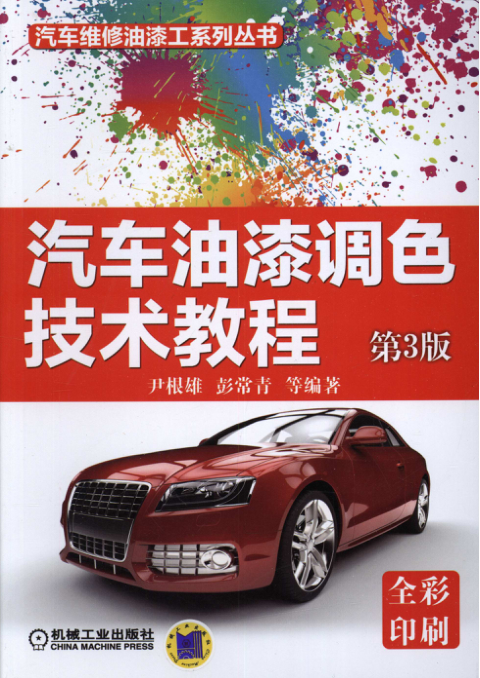 汽车维修油漆工系列丛书
汽车油漆调色
技术教程 第3版
尹根雄 彭常青 等编著
全彩
印刷
机械工业出版社
CHINA MACHINE PRESS